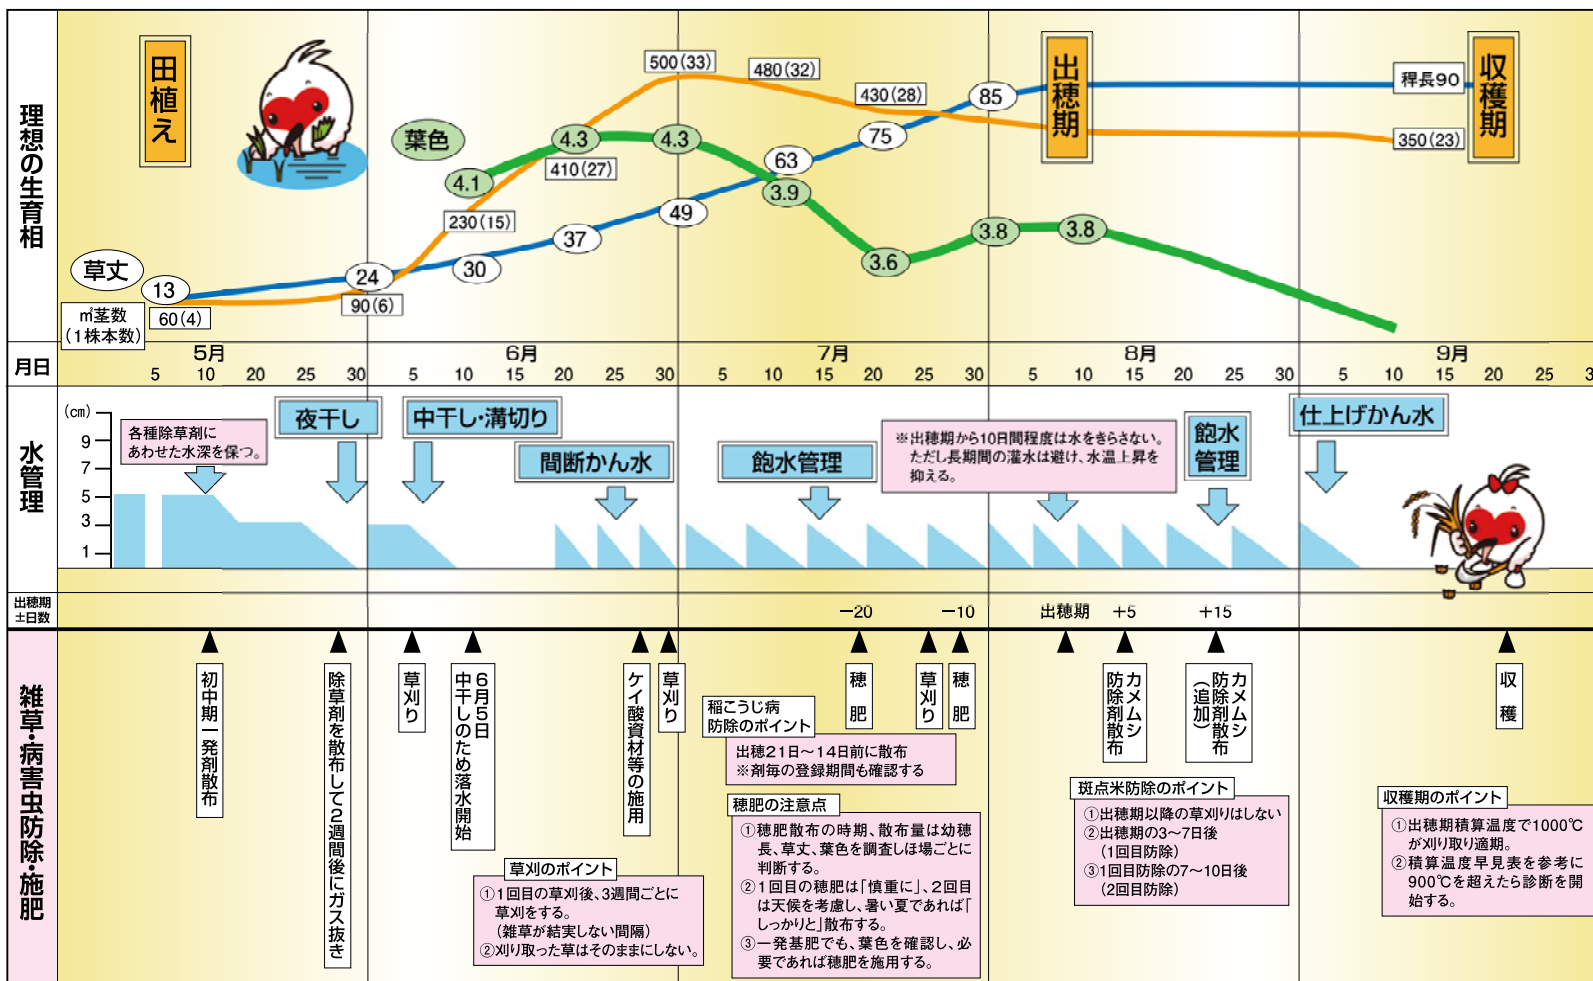 理想の生育相
田植え
出穂期
収穫期
葉色
草丈
㎡茎数
(1株本数)
13
24
30
37
49
63
75
85
稈長90
60(4)
90(6)
230(15)
410(27)
500(33)
480(32)
430(28)
350(23)
4.1
4.3
4.3
3.9
3.6
3.8
3.8
月日
5月
6月
7月
8月
9月
5 10 20 25 30 5 10 15 20 25 30 5 10 15 20 25 30 5 10 15 20 25 30 5 10 15 20 25 3
水管理
(cm)
9
7
5
3
1
各種除草剤に
あわせた水深を保つ。
夜干し
中干し・溝切り
間断かん水
飽水管理
※出穂期から10日間程度は水をきらさない。
ただし長期間の灌水は避け、水温上昇を
抑える。
飽水
管理
仕上げかん水
出穂期
±日数
−20
−10
出穂期
+5
+15
雑草・病害虫防除・施肥
初中期一発剤散布
除草剤を散布して2週間後にガス抜き
草刈り
6月5日
中干しのため落水開始
ケイ酸資材等の施用
草刈り
穂肥
草刈り
穂肥
カメムシ
防除剤散布
カメムシ
防除剤散布
(追加)
収穫
草刈のポイント
①1回目の草刈後、3週間ごとに
草刈をする。
(雑草が結実しない間隔)
②刈り取った草はそのままにしない。
稲こうじ病
防除のポイント
出穂21日〜14日前に散布
※剤毎の登録期間も確認する
穂肥の注意点
①穂肥散布の時期、散布量は幼穂
長、草丈、葉色を調査しほ場ごとに
判断する。
②1回目の穂肥は「慎重に」、2回目
は天候を考慮し、暑い夏であれば「
しっかりと」散布する。
③一発基肥でも、葉色を確認し、必
要であれば穂肥を施用する。
斑点米防除のポイント
①出穂期以降の草刈りはしない
②出穂期の3〜7日後
(1回目防除)
③1回目防除の7〜10日後
(2回目防除)
収穫期のポイント
①出穂期積算温度で1000℃
が刈り取り適期。
②積算温度早見表を参考に
900℃を超えたら診断を開
始する。